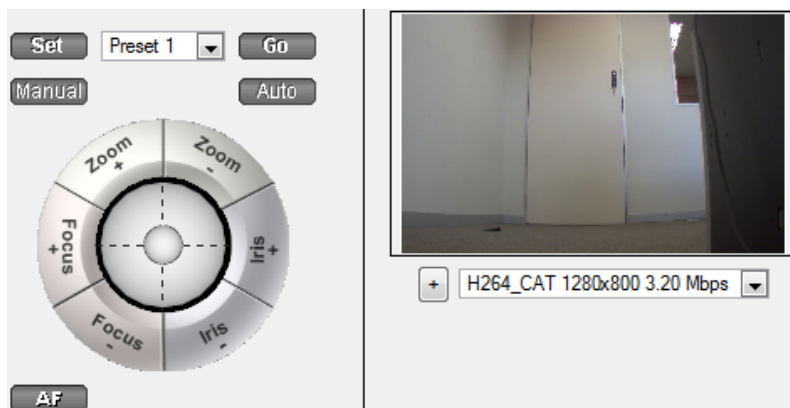 Set Preset 1 Go
Manual Auto
Zoom +
Zoom -
Focus +
Iris +
Focus -
Iris -
+ H264_CAT 1280x800 3.20 Mbps
AF